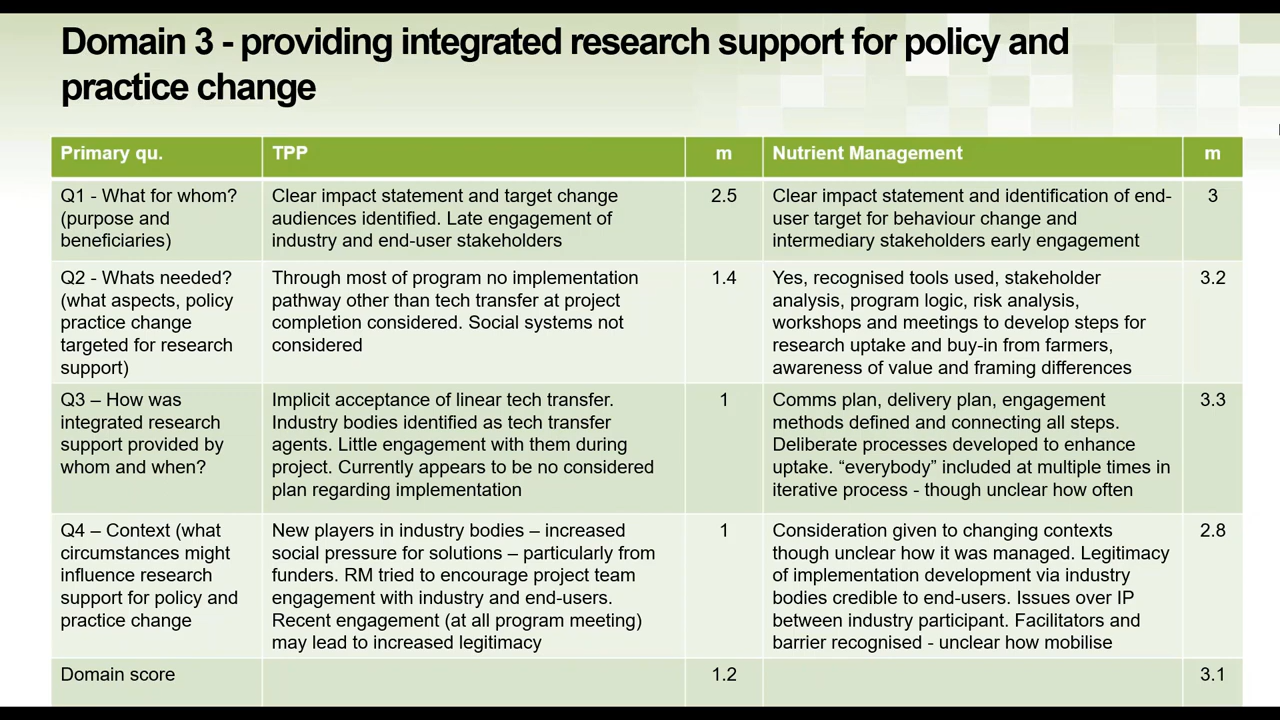 Domain 3 - providing integrated research support for policy and
practice change
Primary qu.
TPP
m
Nutrient Management
m
Q1 - What for whom?
(purpose and
beneficiaries)
Clear impact statement and target change
audiences identified. Late engagement of
industry and end-user stakeholders
2.5
Clear impact statement and identification of end-
user target for behaviour change and
intermediary stakeholders early engagement
3
Q2 - Whats needed?
(what aspects, policy
practice change
targeted for research
support)
Through most of program no implementation
pathway other than tech transfer at project
completion considered. Social systems not
considered
1.4
Yes, recognised tools used, stakeholder
analysis, program logic, risk analysis,
workshops and meetings to develop steps for
research uptake and buy-in from farmers,
awareness of value and framing differences
3.2
Q3 – How was
integrated research
support provided by
whom and when?
Implicit acceptance of linear tech transfer.
Industry bodies identified as tech transfer
agents. Little engagement with them during
project. Currently appears to be no considered
plan regarding implementation
1
Comms plan, delivery plan, engagement
methods defined and connecting all steps.
Deliberate processes developed to enhance
uptake. “everybody” included at multiple times in
iterative process - though unclear how often
3.3
Q4 – Context (what
circumstances might
influence research
support for policy and
practice change
New players in industry bodies – increased
social pressure for solutions – particularly from
funders. RM tried to encourage project team
engagement with industry and end-users.
Recent engagement (at all program meeting)
may lead to increased legitimacy
1
Consideration given to changing contexts
though unclear how it was managed. Legitimacy
of implementation development via industry
bodies credible to end-users. Issues over IP
between industry participant. Facilitators and
barrier recognised - unclear how mobilise
2.8
Domain score
1.2
3.1